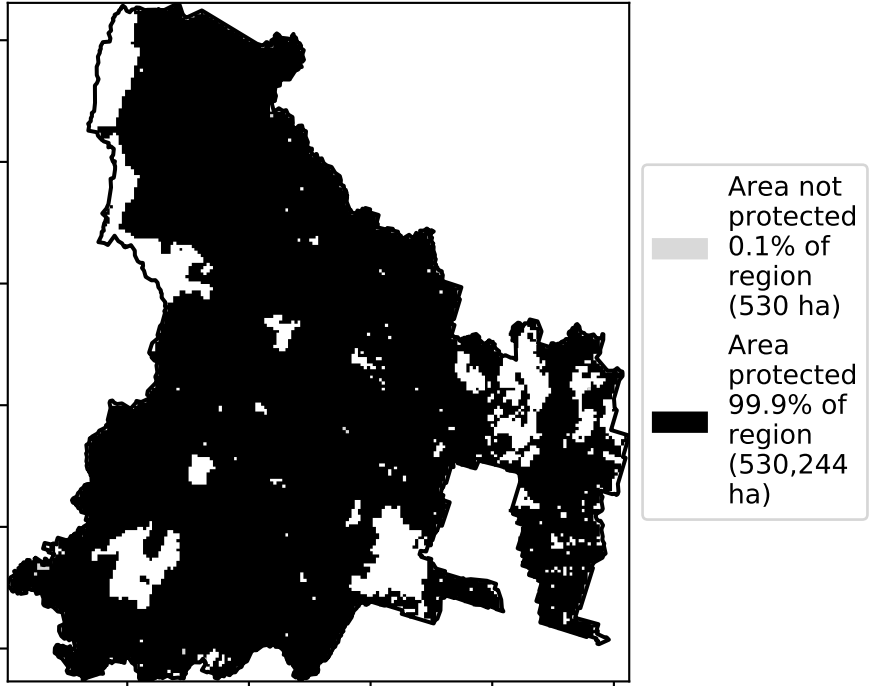 Area not
protected
0.1% of
region
(530 ha)
Area
protected
99.9% of
region
(530,244
ha)